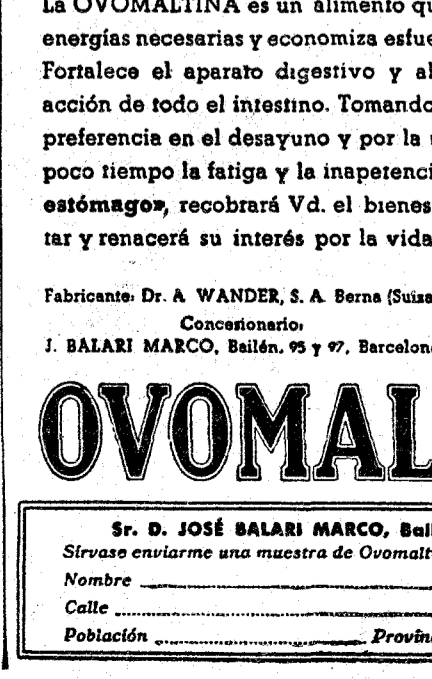 La OVOMALTINA es un alimento qu
energías necesarias y economiza esfue
Fortalece el aparato digestivo y al
acción de todo el intestino. Tomando
preferencia en el desayuno y por la
poco tiempo la fatiga y la inapetenci
estómago», recobrará Vd. el bienes
tar y renacerá su interés por la vida
Fabricante: Dr. A. WANDER, S. A. Berna (Suiza
Concesionario:
J. BALARI MARCO, Bailén, 95 y 97, Barcelon
OVOMAL
Sr. D. JOSÉ BALARI MARCO, Bail
Sírvase enviarme una muestra de Ovomalt
Nombre
Calle
Población Provin